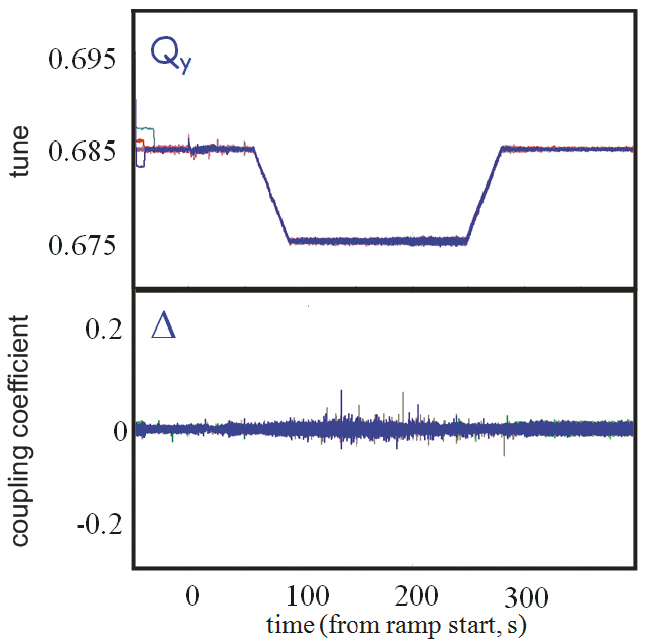 0.695
Qy
0.685
tune
0.675
0.2
Δ
0
coupling coefficient
-0.2
0 100 200 300
time (from ramp start, s)